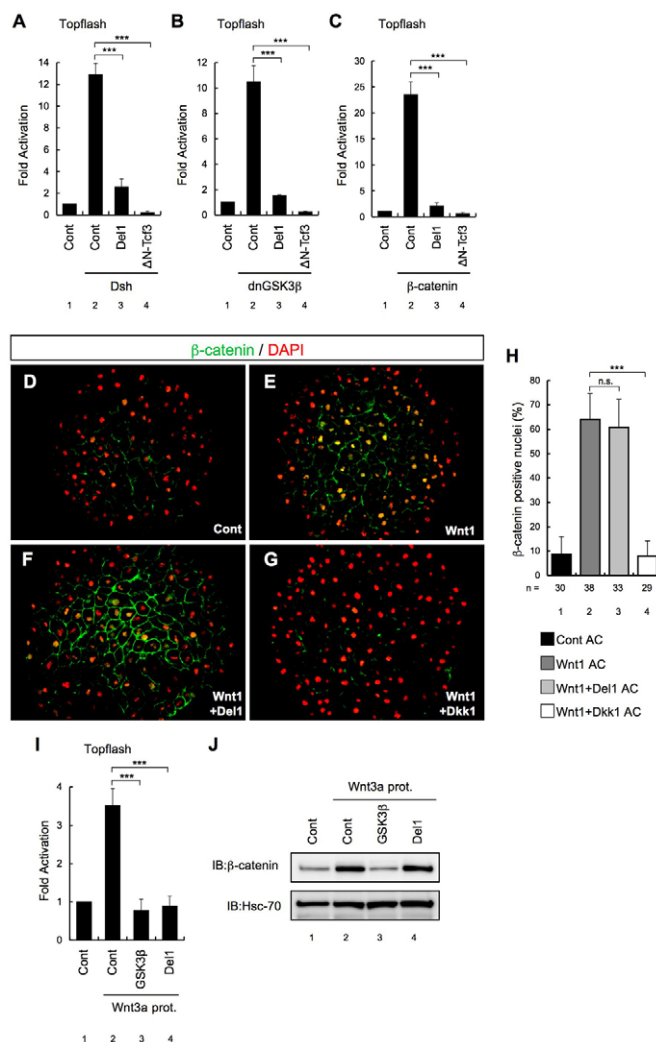 A Topflash
Fold Activation
14
12
10
8
6
4
2
0
***
***
Cont
Cont
Del1
ΔN-Tcf3
Dsh
1 2 3 4
B Topflash
Fold Activation
14
12
10
8
6
4
2
0
***
***
Cont
Cont
Del1
ΔN-Tcf3
dnGSK3β
1 2 3 4
C Topflash
Fold Activation
30
25
20
15
10
5
0
***
***
Cont
Cont
Del1
ΔN-Tcf3
β-catenin
1 2 3 4
β-catenin / DAPI
D
Cont
E
Wnt1
F
Wnt1
+Del1
G
Wnt1
+Dkk1
H
β-catenin positive nuclei (%)
80
70
60
50
40
30
20
10
0
***
n.s.
n = 30 38 33 29
1 2 3 4
Cont AC
Wnt1 AC
Wnt1+Del1 AC
Wnt1+Dkk1 AC
I Topflash
Fold Activation
5
4
3
2
1
0
***
***
Cont
Cont
GSK3β
Del1
Wnt3a prot.
1 2 3 4
J
Wnt3a prot.
Cont
Cont
GSK3β
Del1
IB:β-catenin
IB:Hsc-70
1 2 3 4